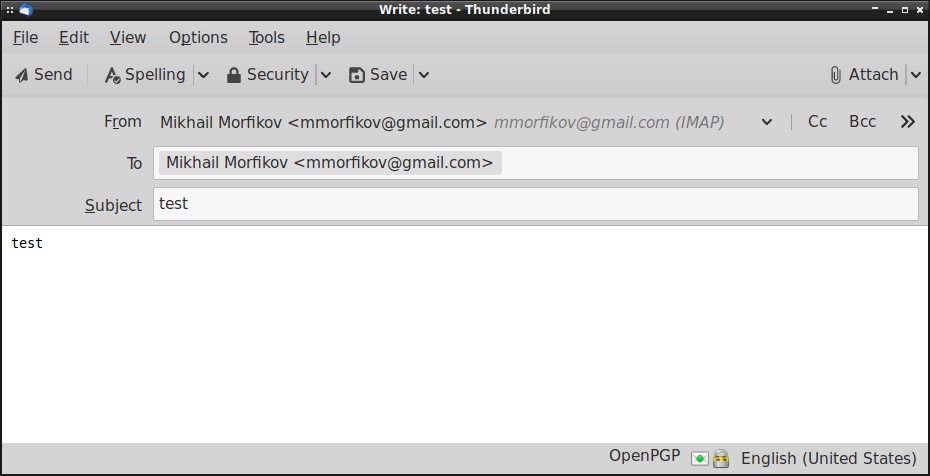 Write: test - Thunderbird
File Edit View Options Tools Help
Send Spelling Security Save Attach
From Mikhail Morfikov <mmorfikov@gmail.com> mmorfikov@gmail.com (IMAP) Cc Bcc
To Mikhail Morfikov <mmorfikov@gmail.com>
Subject test
test
OpenPGP English (United States)